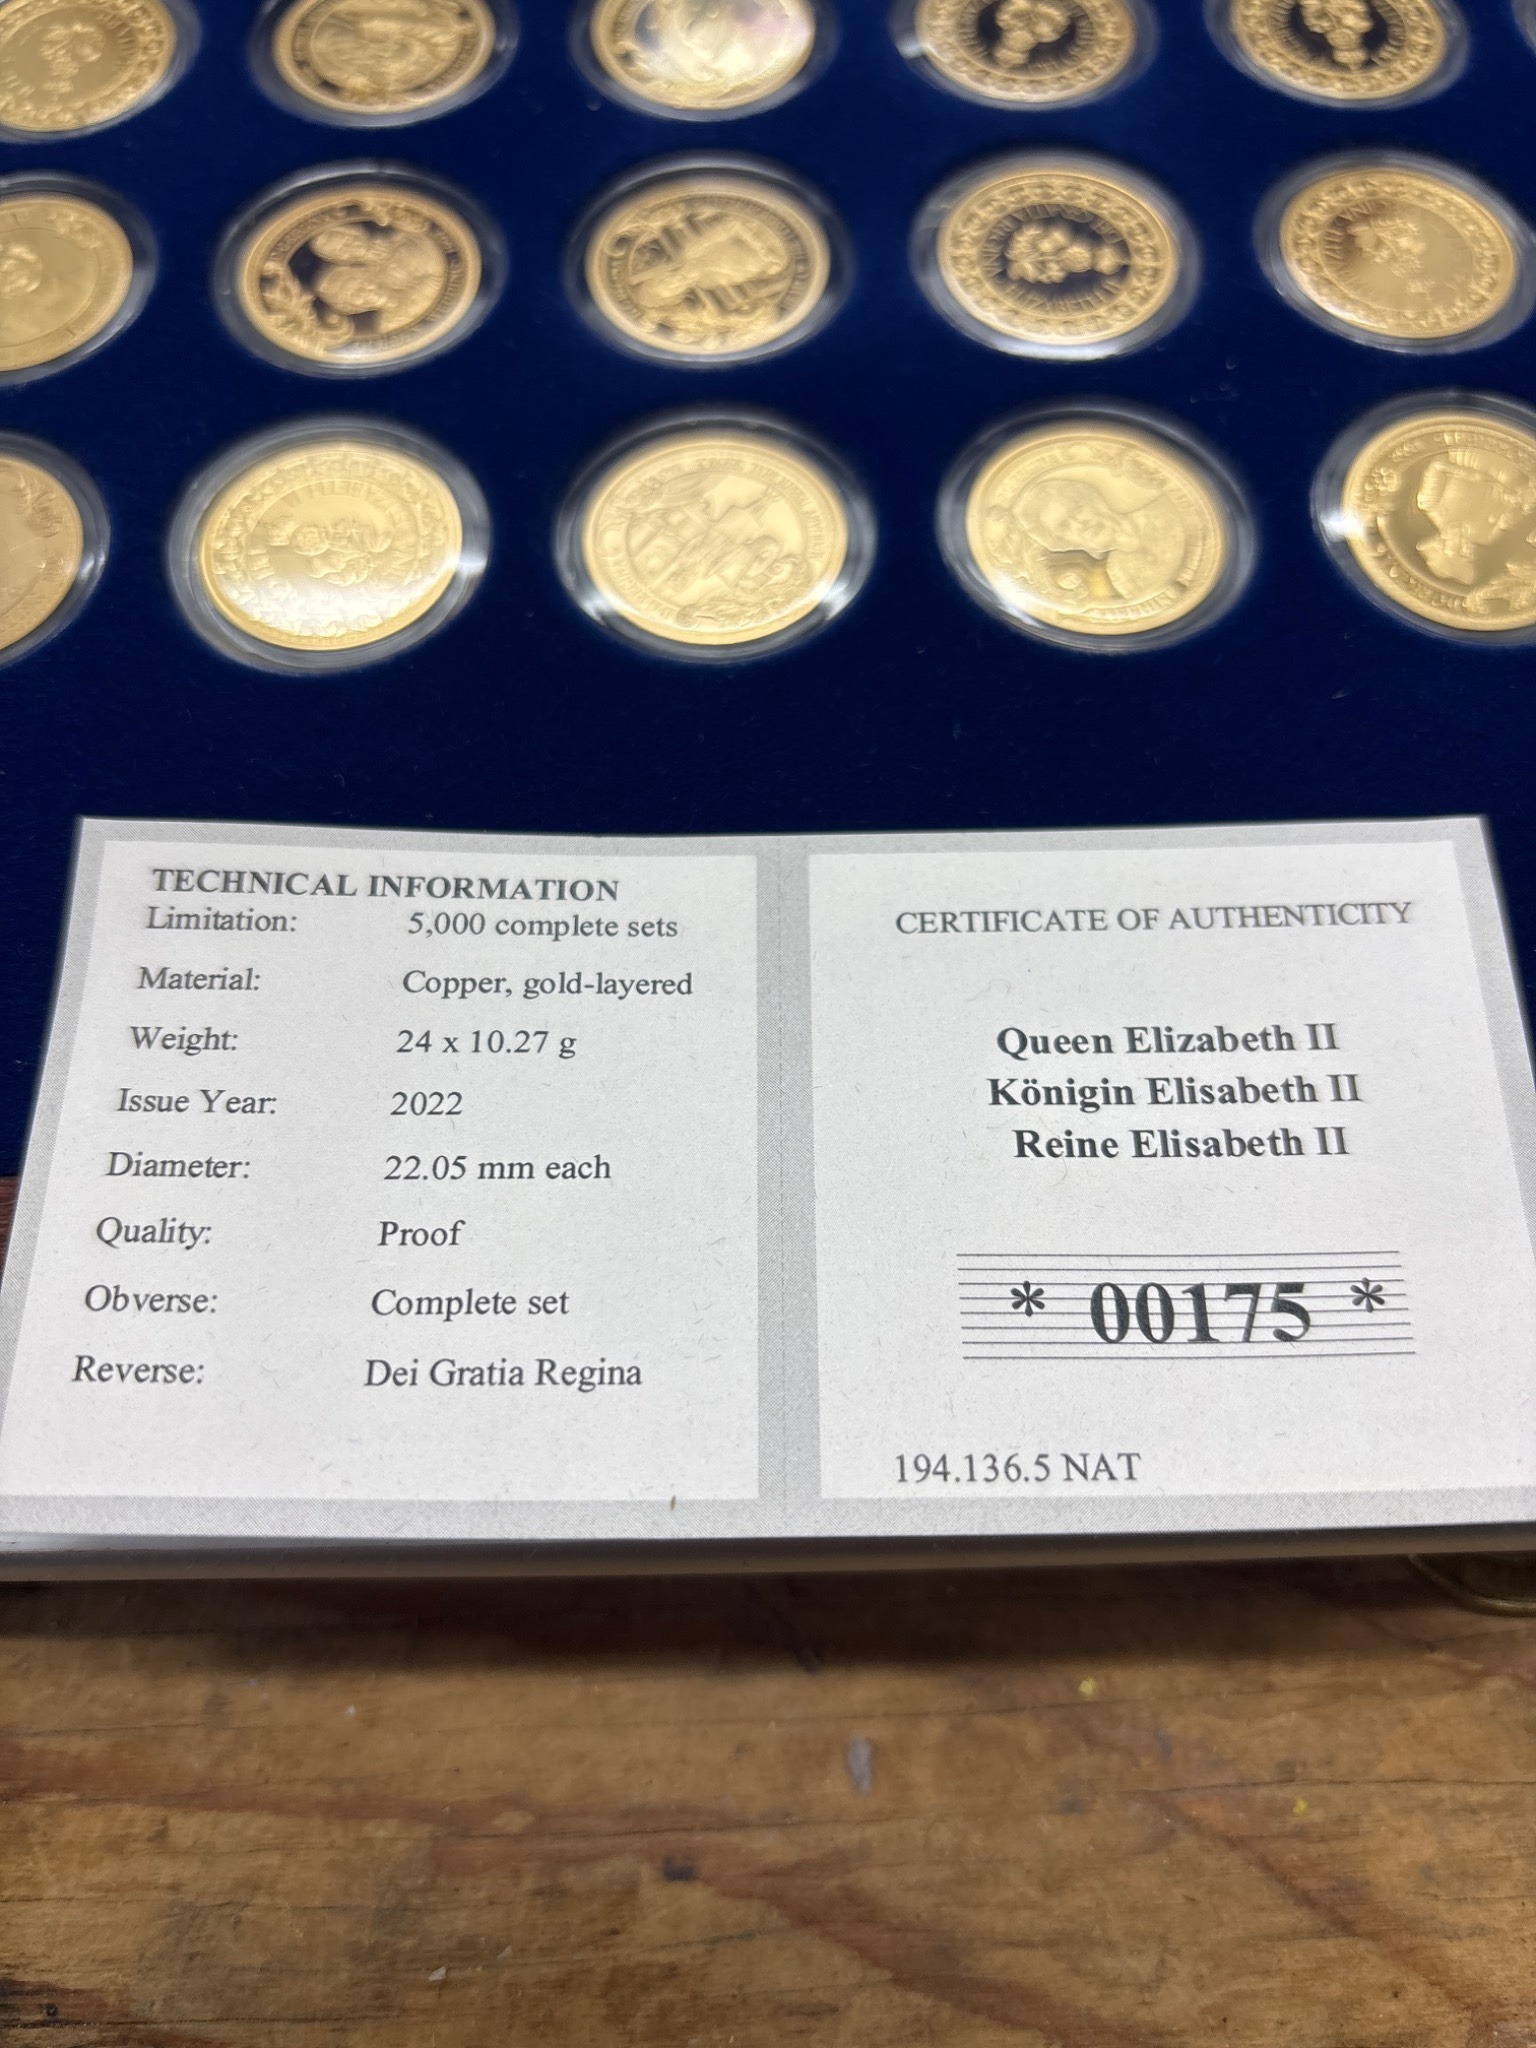 TECHNICAL INFORMATION
Limitation: 5,000 complete sets
Material: Copper, gold-layered
Weight: 24 x 10.27 g
Issue Year: 2022
Diameter: 22.05 mm each
Quality: Proof
Obverse: Complete set
Reverse: Dei Gratia Regina
CERTIFICATE OF AUTHENTICITY
Queen Elizabeth II
Königin Elisabeth II
Reine Elisabeth II
* 00175 *
194.136.5 NAT